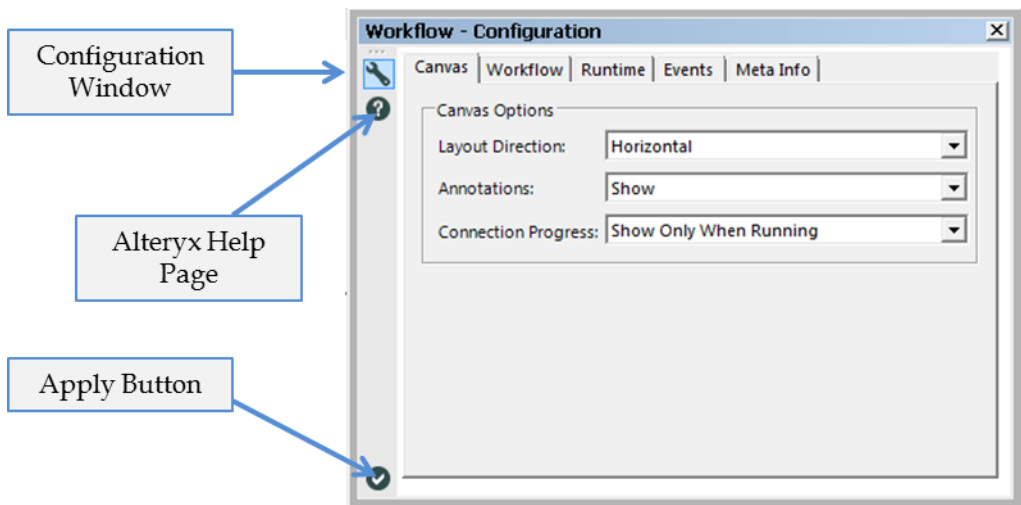 Workflow - Configuration
Configuration
Window
Canvas Workflow Runtime Events Meta Info
Canvas Options
Layout Direction: Horizontal
Annotations: Show
Connection Progress: Show Only When Running
Alteryx Help
Page
Apply Button